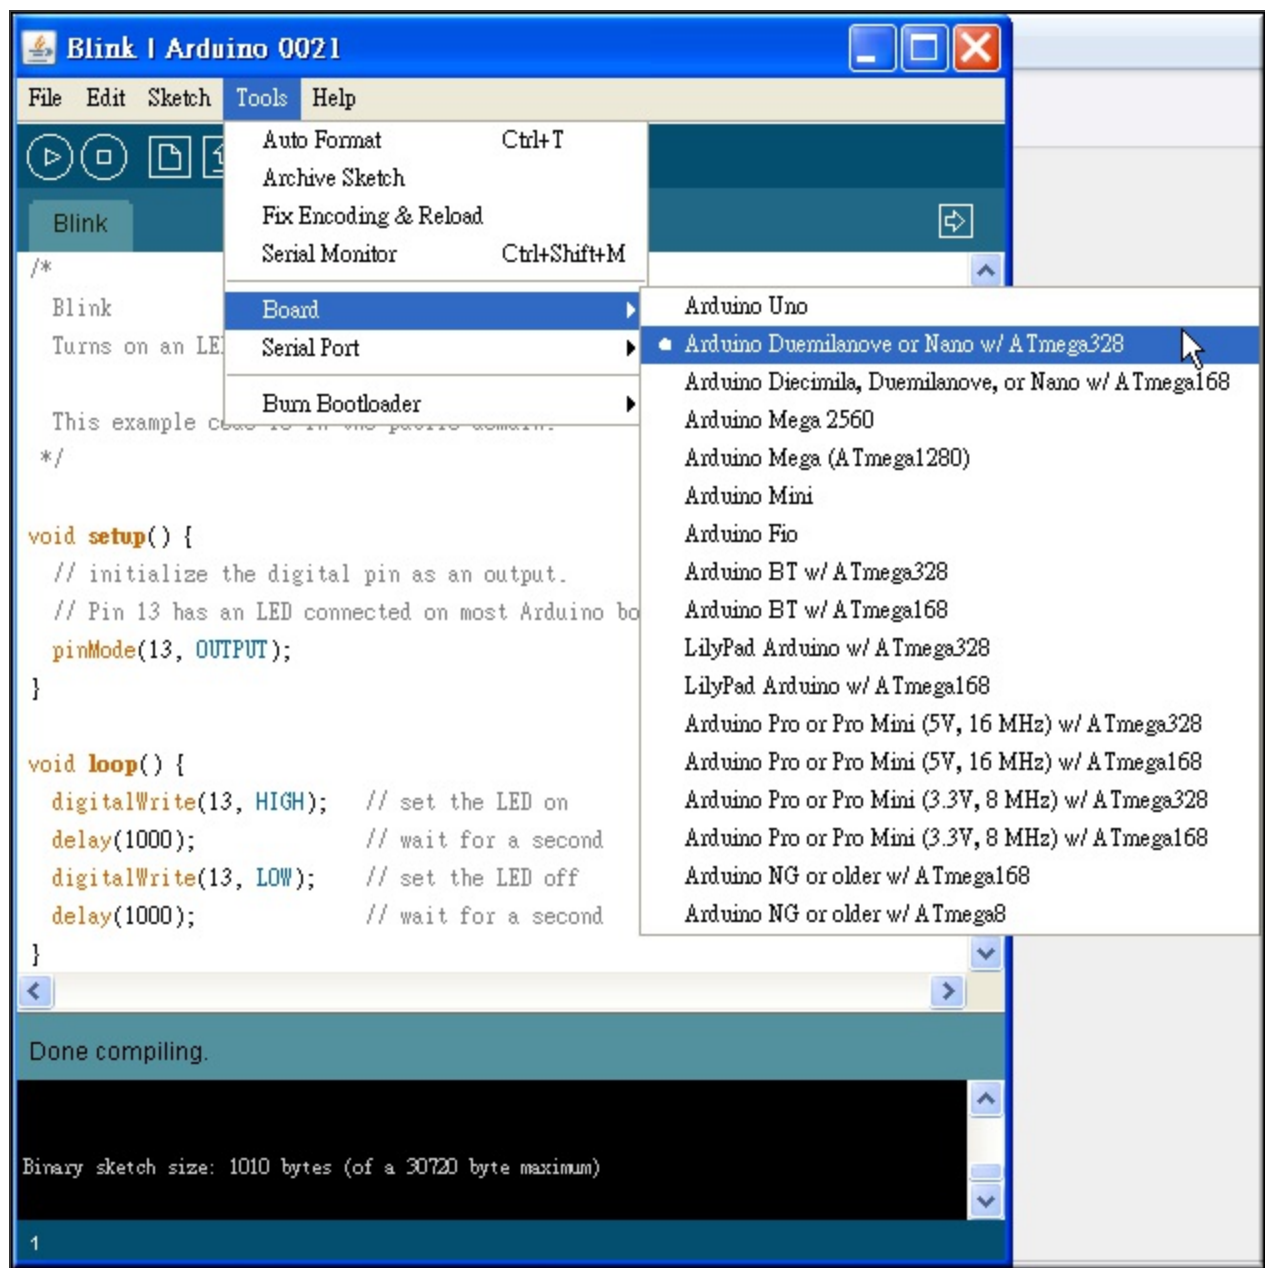 Blink | Arduino 0021
File Edit Sketch Tools Help
Auto Format Ctrl+T
Archive Sketch
Fix Encoding & Reload
Serial Monitor Ctrl+Shift+M
Board
Serial Port
Burn Bootloader
Arduino Uno
Arduino Duemilanove or Nano w/ ATmega328
Arduino Diecimila, Duemilanove, or Nano w/ ATmega168
Arduino Mega 2560
Arduino Mega (ATmega1280)
Arduino Mini
Arduino Fio
Arduino BT w/ ATmega328
Arduino BT w/ ATmega168
LilyPad Arduino w/ ATmega328
LilyPad Arduino w/ ATmega168
Arduino Pro or Pro Mini (5V, 16 MHz) w/ ATmega328
Arduino Pro or Pro Mini (5V, 16 MHz) w/ ATmega168
Arduino Pro or Pro Mini (3.3V, 8 MHz) w/ ATmega328
Arduino Pro or Pro Mini (3.3V, 8 MHz) w/ ATmega168
Arduino NG or older w/ ATmega168
Arduino NG or older w/ ATmega8
Blink
/*
Blink
Turns on an LE
This example
*/
void setup() {
// initialize the digital pin as an output.
// Pin 13 has an LED connected on most Arduino bo
pinMode(13, OUTPUT);
}
void loop() {
digitalWrite(13, HIGH); // set the LED on
delay(1000); // wait for a second
digitalWrite(13, LOW); // set the LED off
delay(1000); // wait for a second
}
Done compiling.
Binary sketch size: 1010 bytes (of a 30720 byte maximum)
1